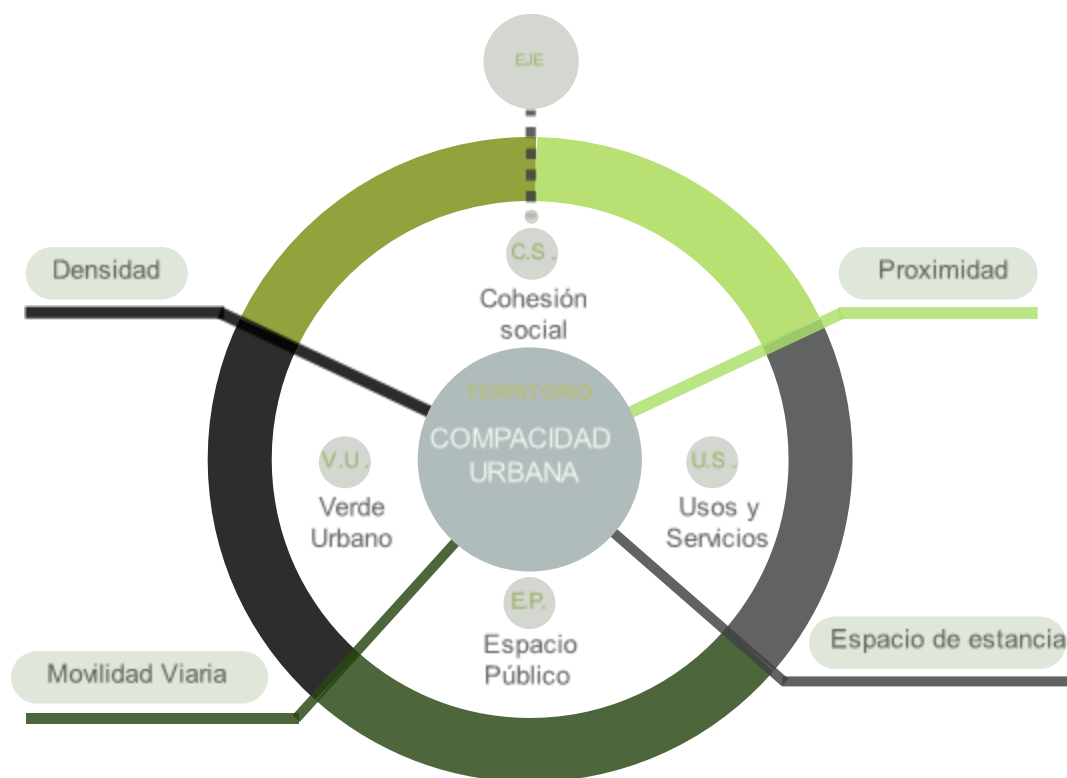 EJE
C.S.
Cohesión
social
Densidad
Proximidad
TERRITORIO
COMPACIDAD
URBANA
V.U.
Verde
Urbano
U.S.
Usos y
Servicios
E.P.
Espacio
Público
Espacio de estancia
Movilidad Viaria